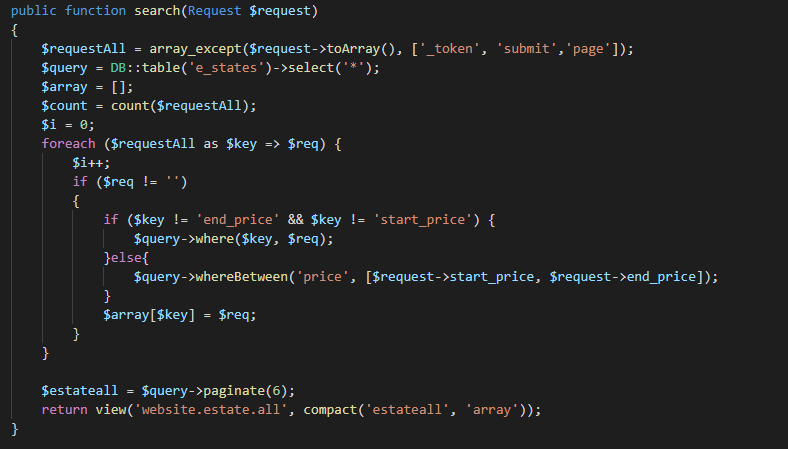 public function search(Request $request)
{
    $requestAll = array_except($request->toArray(), ['_token', 'submit','page']);
    $query = DB::table('e_states')->select('*');
    $array = [];
    $count = count($requestAll);
    $i = 0;
    foreach ($requestAll as $key => $req) {
        $i++;
        if ($req != '')
        {
            if ($key != 'end_price' && $key != 'start_price') {
                $query->where($key, $req);
            }else{
                $query->whereBetween('price', [$request->start_price, $request->end_price]);
            }
            $array[$key] = $req;
        }
    }

    $estateall = $query->paginate(6);
    return view('website.estate.all', compact('estateall', 'array'));
}